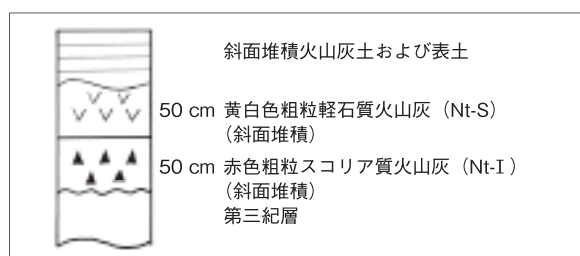 斜面堆積火山灰土および表土
50 cm 黄白色粗粒軽石質火山灰（Nt-S）
（斜面堆積）
50 cm 赤色粗粒スコリア質火山灰（Nt-I）
（斜面堆積）
第三紀層